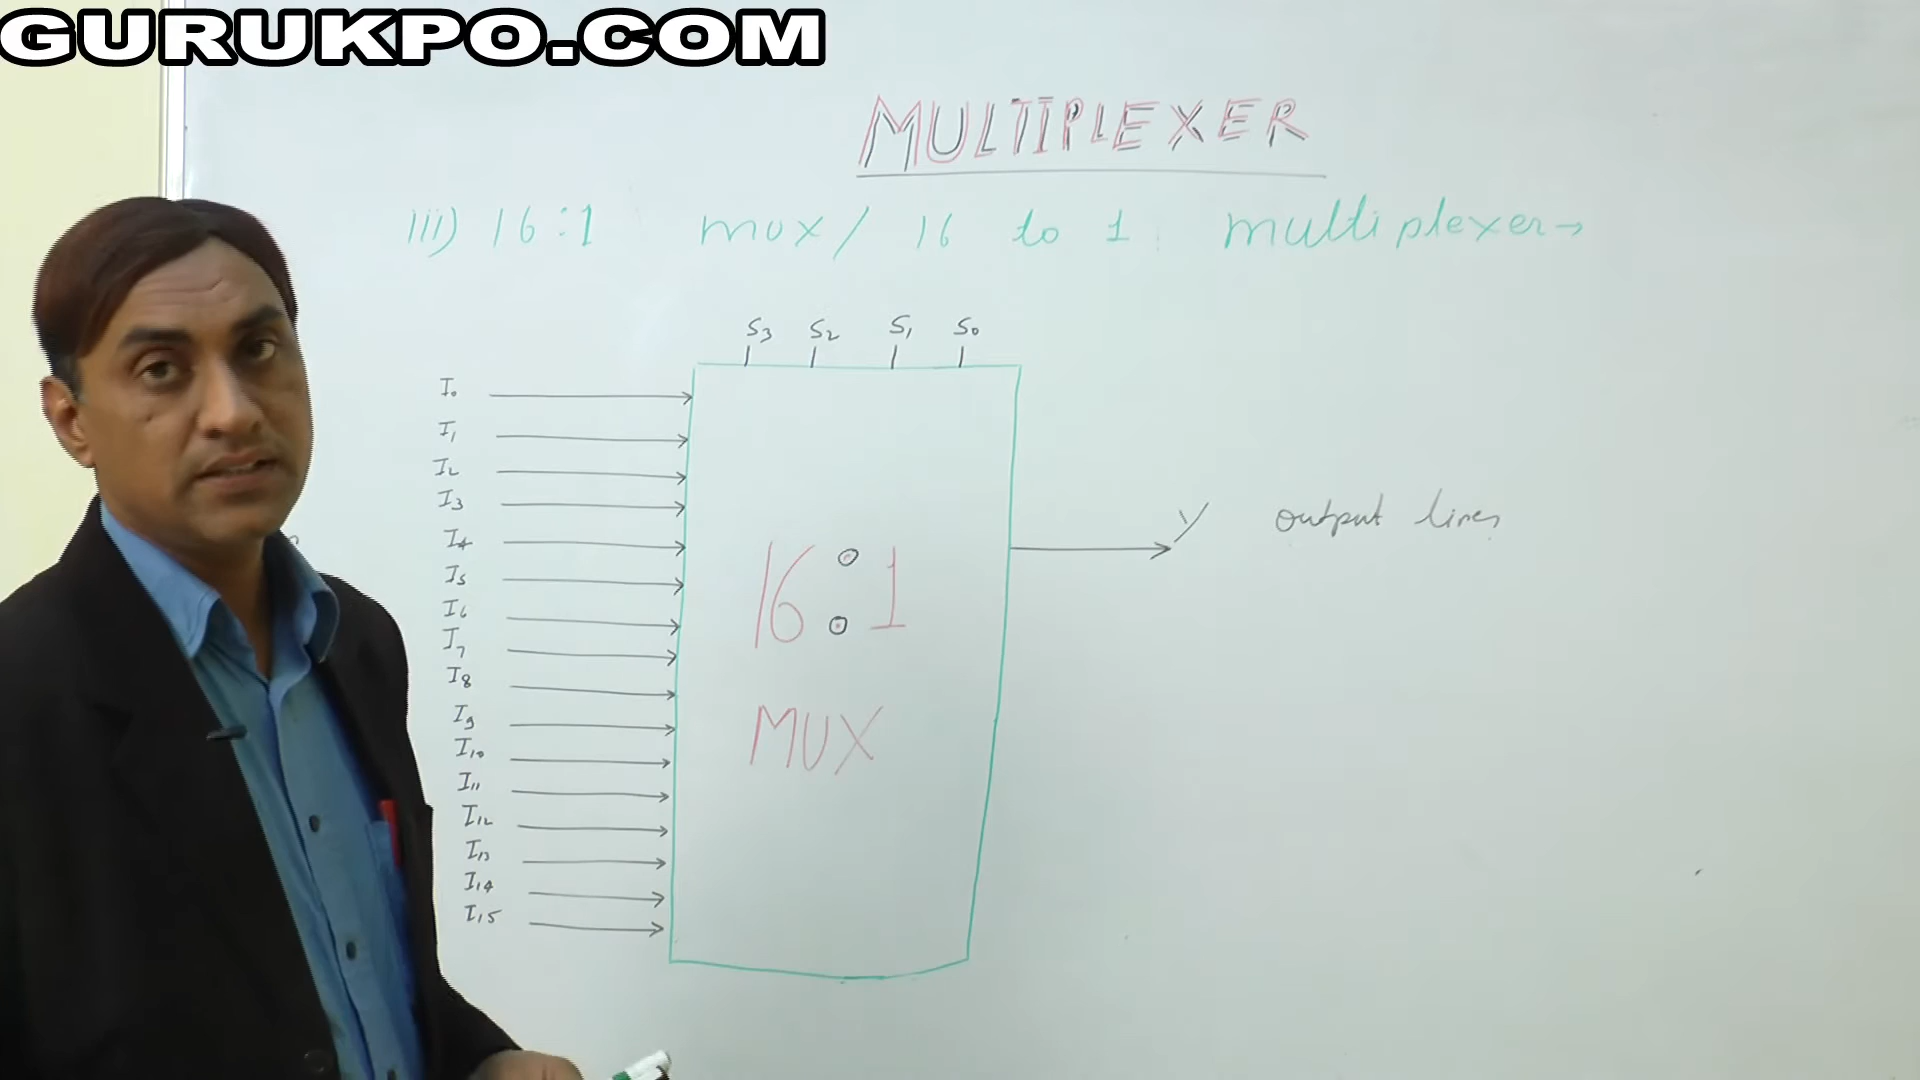 GURUKPO.COM
MULTIPLEXER
iii) 16:1 mux / 16 to 1 multiplexer→
S3 S2 S1 S0
I0
I1
I2
I3
I4
I5
I6
I7
I8
I9
I10
I11
I12
I13
I14
I15
16:1
MUX
Y output lines